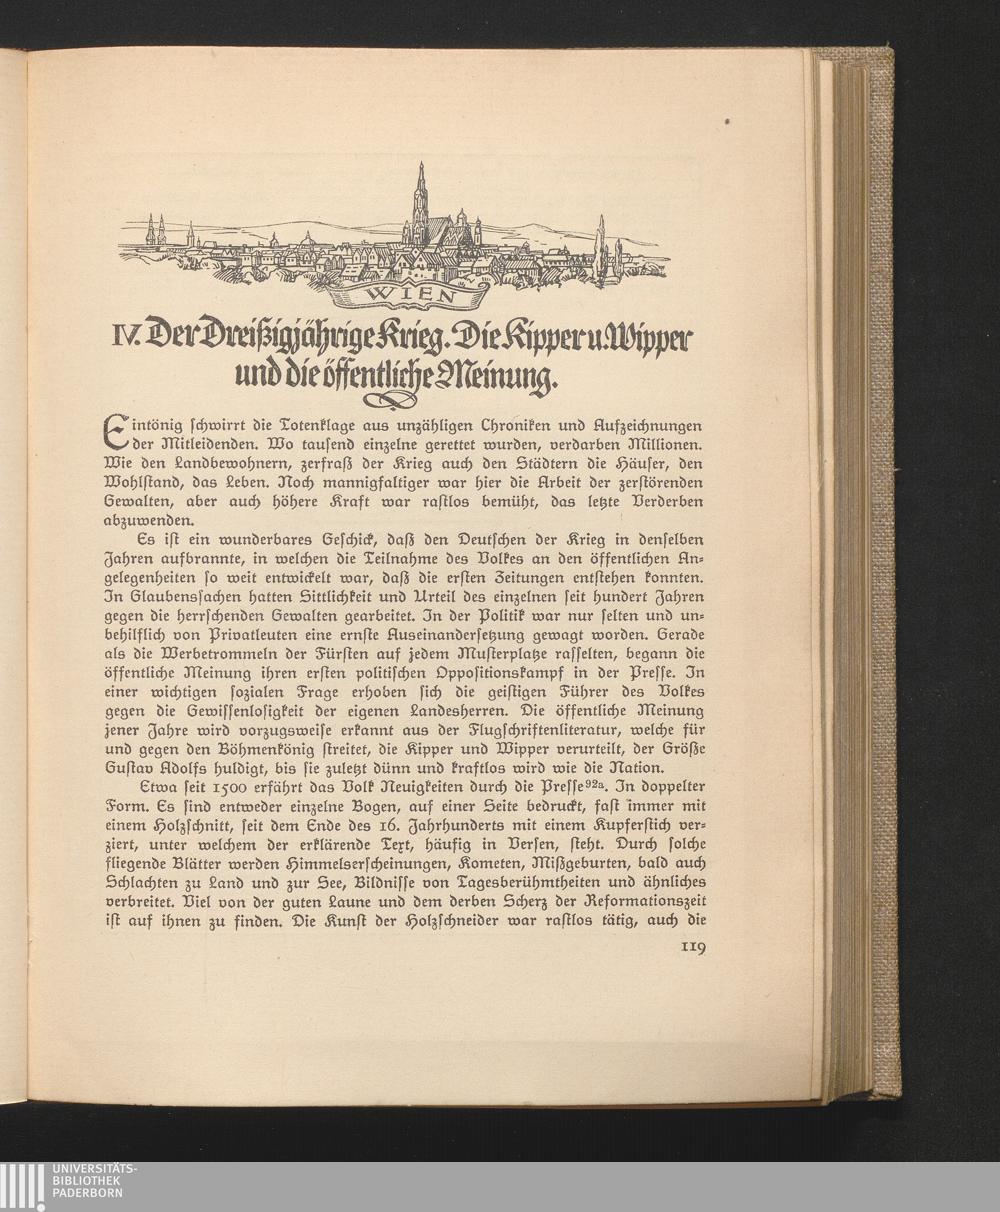 WIEN
IV. Der Dreißigjährige Krieg. Die Kipper u. Wipper
und die öffentliche Meinung.
Eintönig schwirrt die Totenklage aus unzähligen Chroniken und Aufzeichnungen
der Mitleidenden. Wo tausend einzelne gerettet wurden, verdarben Millionen.
Wie den Landbewohnern, zerfraß der Krieg auch den Städtern die Häuser, den
Wohlstand, das Leben. Noch mannigfaltiger war hier die Arbeit der zerstörenden
Gewalten, aber auch höhere Kraft war rastlos bemüht, das letzte Verderben
abzuwenden.
Es ist ein wunderbares Geschick, daß den Deutschen der Krieg in denselben
Jahren aufbrannte, in welchen die Teilnahme des Volkes an den öffentlichen An-
gelegenheiten so weit entwickelt war, daß die ersten Zeitungen entstehen konnten.
In Glaubenssachen hatten Sittlichkeit und Urteil des einzelnen seit hundert Jahren
gegen die herrschenden Gewalten gearbeitet. In der Politik war nur selten und un-
behilflich von Privatleuten eine ernste Auseinandersetzung gewagt worden. Gerade
als die Werbetrommeln der Fürsten auf jedem Musterplatze rasselten, begann die
öffentliche Meinung ihren ersten politischen Oppositionskampf in der Presse. In
einer wichtigen sozialen Frage erhoben sich die geistigen Führer des Volkes
gegen die Gewissenlosigkeit der eigenen Landesherren. Die öffentliche Meinung
jener Jahre wird vorzugsweise erkannt aus der Flugschriftenliteratur, welche für
und gegen den Böhmenkönig streitet, die Kipper und Wipper verurteilt, der Größe
Gustav Adolfs huldigt, bis sie zuletzt dünn und kraftlos wird wie die Nation.
Etwa seit 1500 erfährt das Volk Neuigkeiten durch die Presse⁹²ᵃ. In doppelter
Form. Es sind entweder einzelne Bogen, auf einer Seite bedruckt, fast immer mit
einem Holzschnitt, seit dem Ende des 16. Jahrhunderts mit einem Kupferstich ver-
ziert, unter welchem der erklärende Text, häufig in Versen, steht. Durch solche
fliegende Blätter werden Himmelserscheinungen, Kometen, Mißgeburten, bald auch
Schlachten zu Land und zur See, Bildnisse von Tagesberühmtheiten und ähnliches
verbreitet. Viel von der guten Laune und dem derben Scherz der Reformationszeit
ist auf ihnen zu finden. Die Kunst der Holzschneider war rastlos tätig, auch die
119
UNIVERSITÄTS-
BIBLIOTHEK
PADERBORN